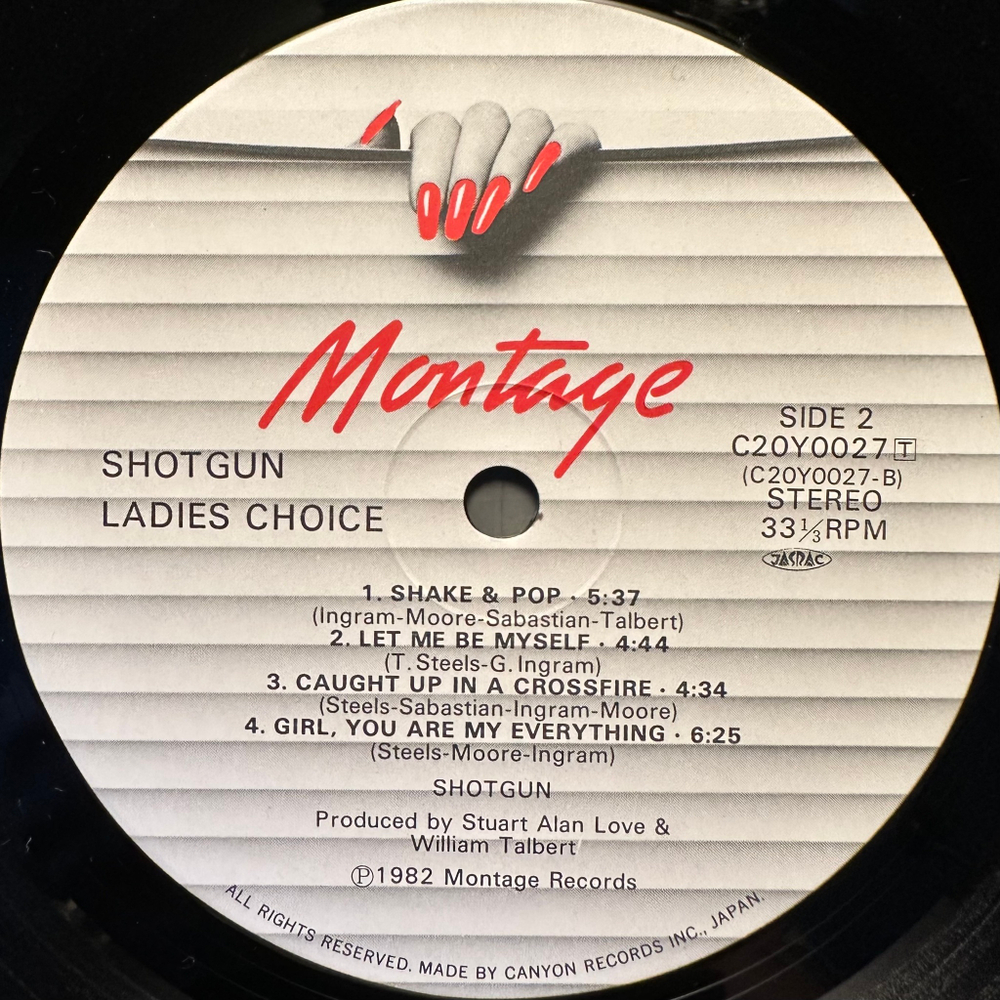 Montage
SHOTGUN
LADIES CHOICE
SIDE 2
C20Y0027 T
(C20Y0027-B)
STEREO
33⅓RPM
JASRAC
1. SHAKE & POP · 5:37
(Ingram-Moore-Sabastian-Talbert)
2. LET ME BE MYSELF · 4:44
(T. Steels-G. Ingram)
3. CAUGHT UP IN A CROSSFIRE · 4:34
(Steels-Sabastian-Ingram-Moore)
4. GIRL, YOU ARE MY EVERYTHING · 6:25
(Steels-Moore-Ingram)
SHOTGUN
Produced by Stuart Alan Love &
William Talbert
Ⓟ1982 Montage Records
ALL RIGHTS RESERVED. MADE BY CANYON RECORDS INC., JAPAN.